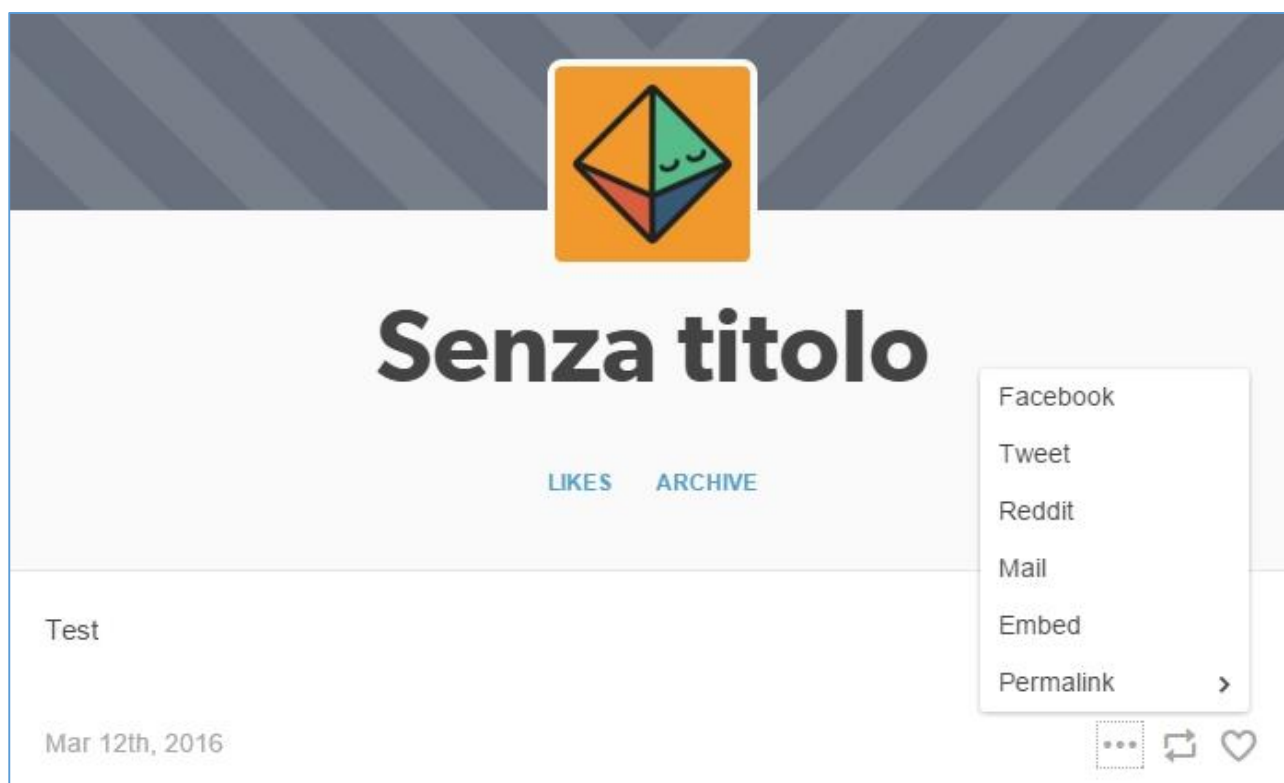 Senza titolo
LIKES ARCHIVE
Facebook
Tweet
Reddit
Mail
Embed
Permalink
Test
Mar 12th, 2016